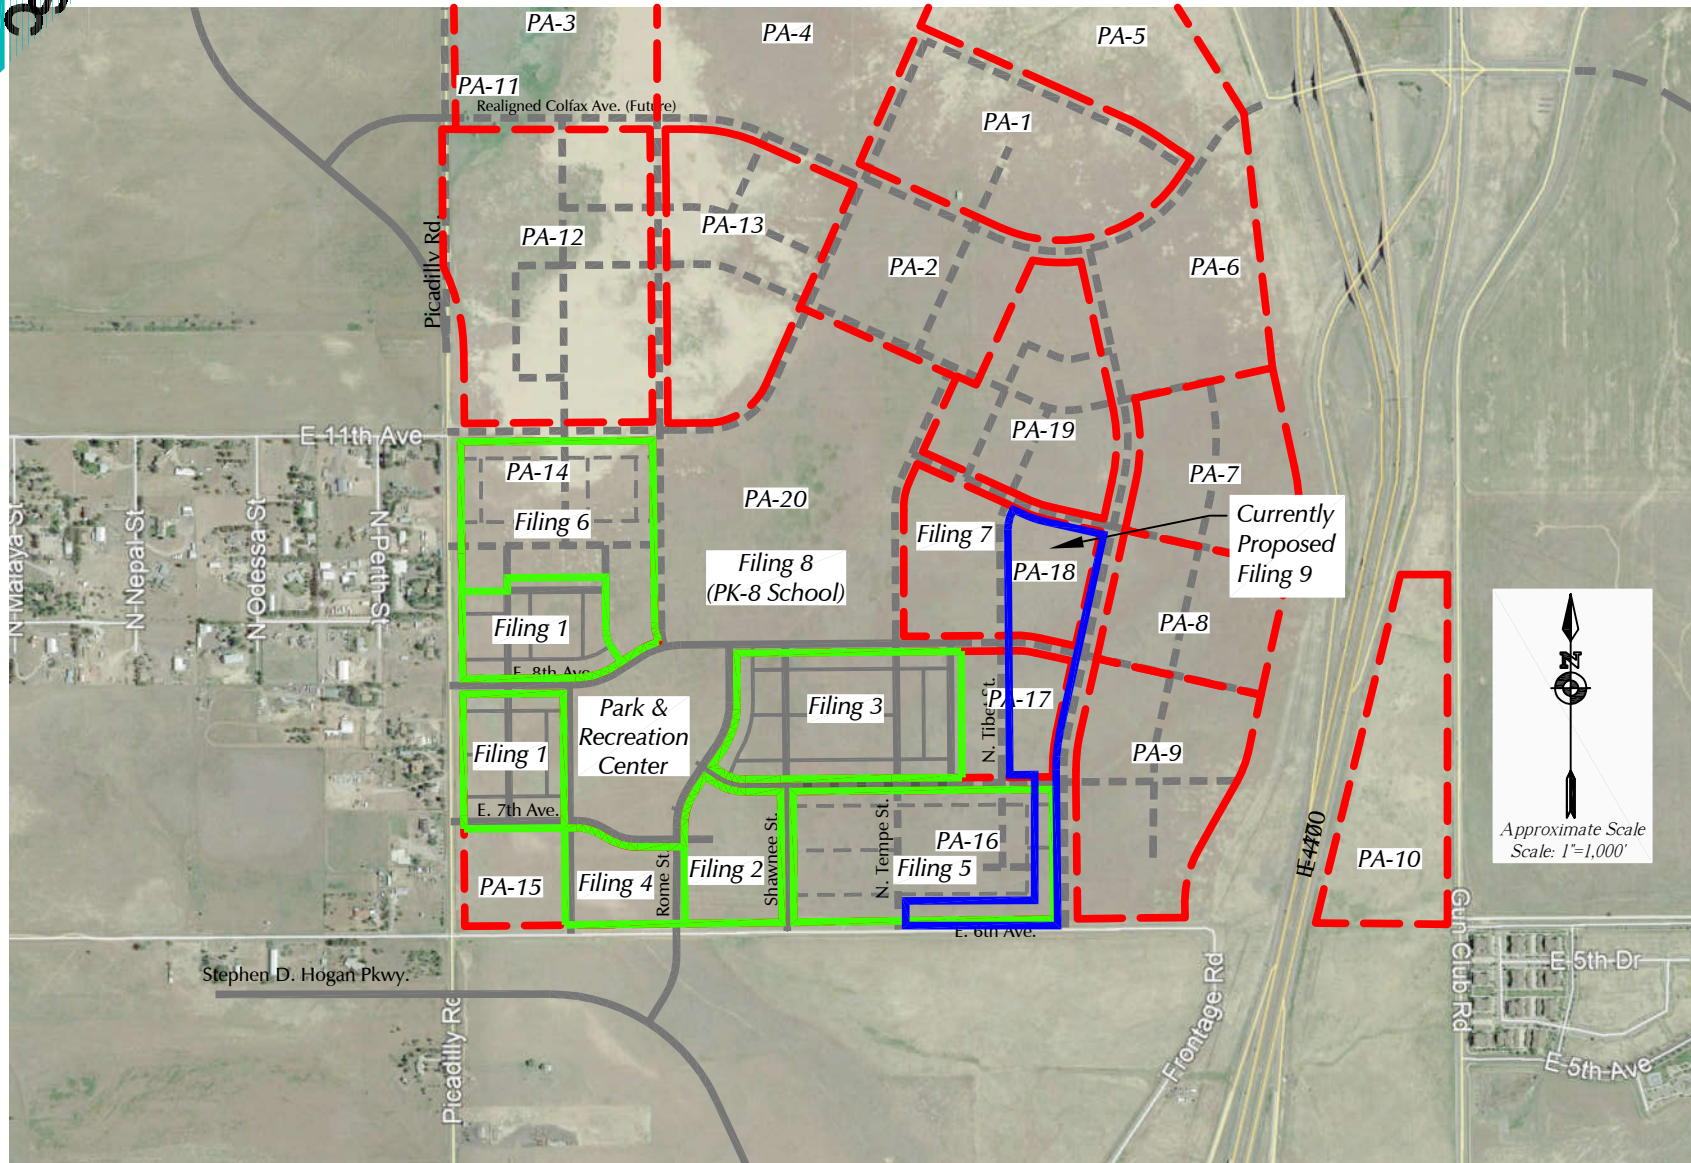 SC
PA-3
PA-4
PA-5
PA-11
Realigned Colfax Ave. (Future)
PA-1
PA-12
PA-13
PA-2
PA-6
Picadilly Rd.
E 11th Ave
PA-14
Filing 6
PA-20
PA-19
PA-7
Filing 7
Currently
Proposed
Filing 9
Filing 8
(PK-8 School)
PA-18
N Malaya St
N Nepal St
N Odessa St
N Perth St
Filing 1
PA-8
E. 8th Ave
Park &
Recreation
Center
Filing 3
N. Tibet St.
PA-17
Filing 1
PA-9
N
E. 7th Ave.
Approximate Scale
Scale: 1"=1,000'
PA-15
Filing 4
Rome St.
Filing 2
Shawnee St.
N. Tempe St.
PA-16
Filing 5
E-470
PA-10
E. 6th Ave.
Gun Club Rd
Stephen D. Hogan Pkwy.
Picadilly Rd
Frontage Rd
E 5th Dr
E 5th Ave